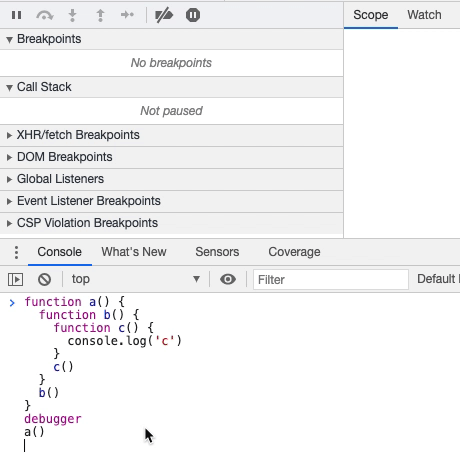 Scope Watch
Breakpoints
No breakpoints
Call Stack
Not paused
XHR/fetch Breakpoints
DOM Breakpoints
Global Listeners
Event Listener Breakpoints
CSP Violation Breakpoints
Console What's New Sensors Coverage
top Filter Default
function a() {
  function b() {
    function c() {
      console.log('c')
    }
    c()
  }
  b()
}
debugger
a()